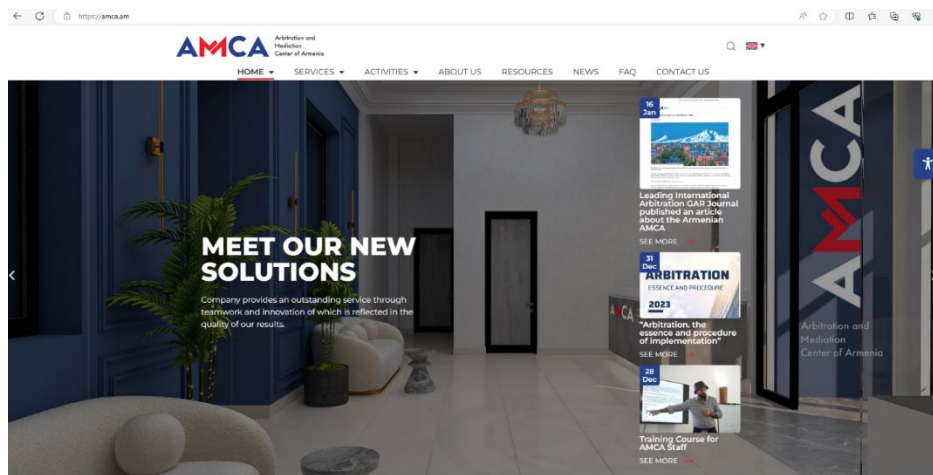 https://amca.am
AMCA
Arbitration and
Mediation
Center of Armenia
HOME
SERVICES
ACTIVITIES
ABOUT US
RESOURCES
NEWS
FAQ
CONTACT US
MEET OUR NEW
SOLUTIONS
Company provides an outstanding service through
teamwork and innovation of which is reflected in the
quality of our results.
16
Jan
Leading International
Arbitration GAR Journal
published an article
about the Armenian
AMCA
SEE MORE
31
Dec
ARBITRATION
ESSENCE AND PROCEDURE
2023
"Arbitration. the
essence and procedure
of implementation"
SEE MORE
28
Dec
Training Course for
AMCA Staff
SEE MORE
AMCA
AMCA
Arbitration and
Mediation
Center of Armenia